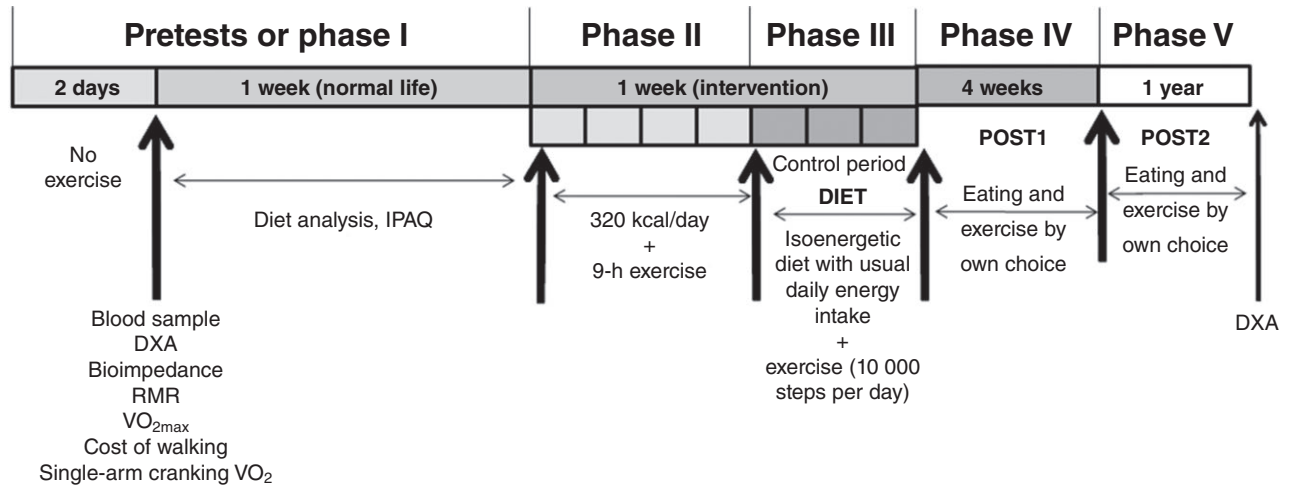 Pretests or phase I
Phase II
Phase III
Phase IV
Phase V
2 days
1 week (normal life)
1 week (intervention)
4 weeks
1 year
No
exercise
Diet analysis, IPAQ
320 kcal/day
+
9-h exercise
Control period
DIET
Isoenergetic
diet with usual
daily energy
intake
+
exercise (10 000
steps per day)
POST1
Eating and
exercise by
own choice
POST2
Eating and
exercise by
own choice
DXA
Blood sample
DXA
Bioimpedance
RMR
VO2max
Cost of walking
Single-arm cranking VO2